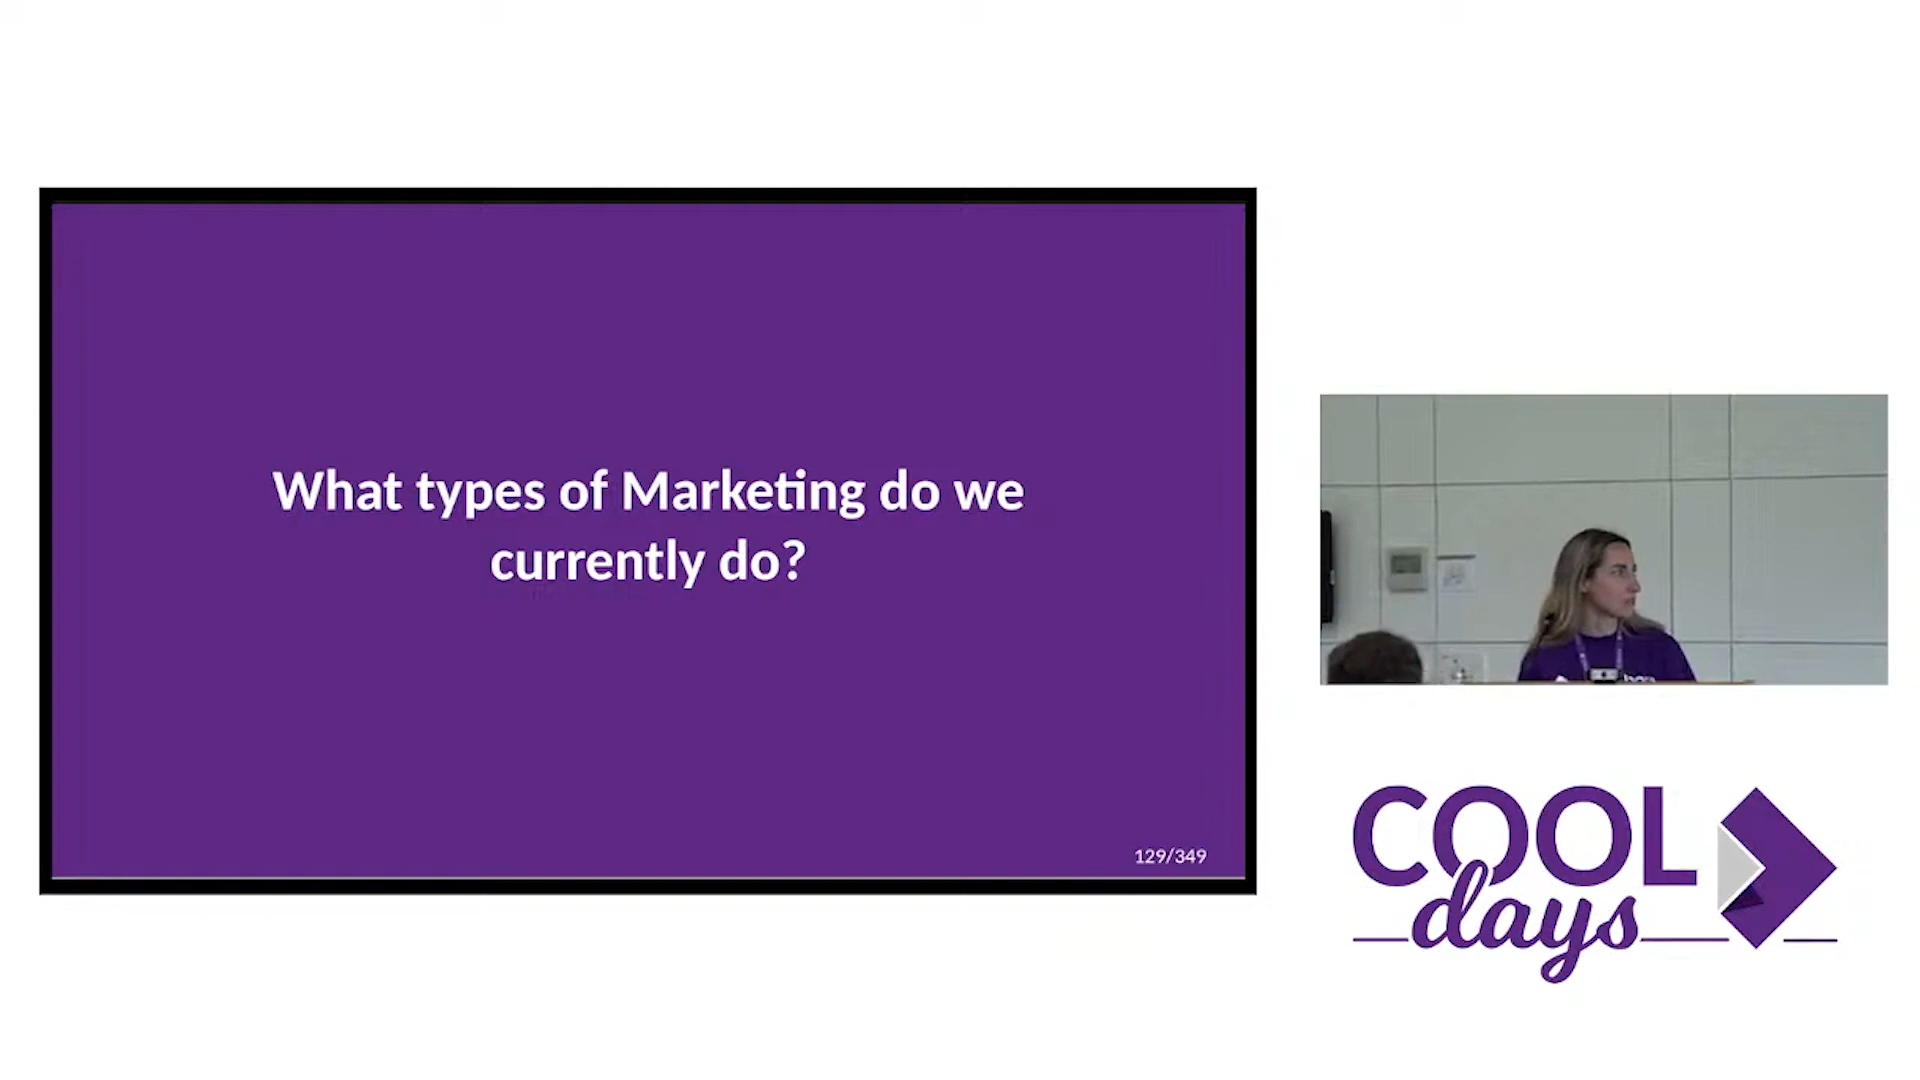 What types of Marketing do we
currently do?
129/349
COOL
days